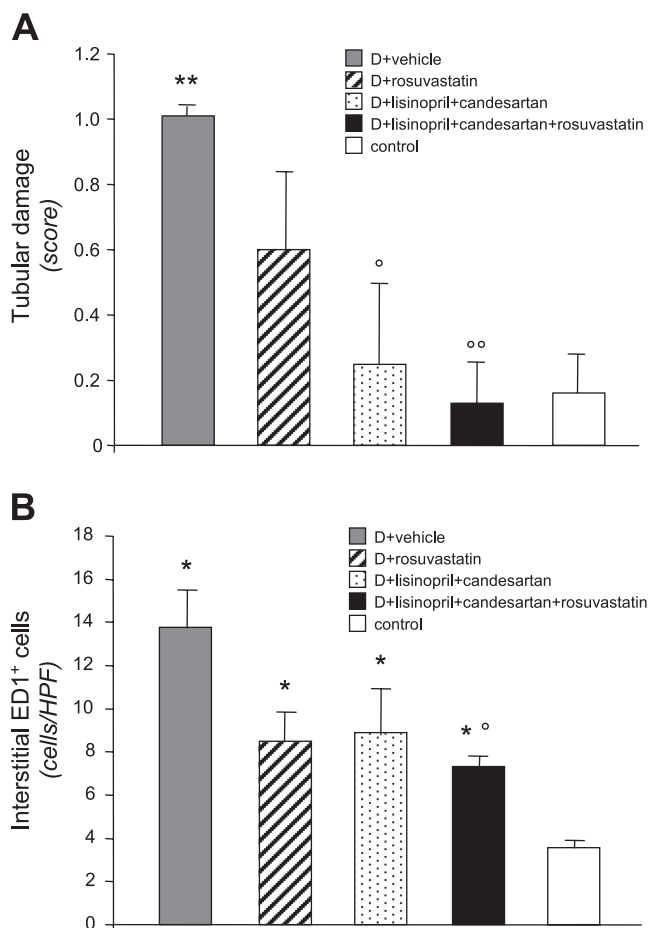 A
Tubular damage
(score)
1.2
1.0
0.8
0.6
0.4
0.2
0
**
°
°°
D+vehicle
D+rosuvastatin
D+lisinopril+candesartan
D+lisinopril+candesartan+rosuvastatin
control
B
Interstitial ED1⁺ cells
(cells/HPF)
18
16
14
12
10
8
6
4
2
0
*
*
*
* °
D+vehicle
D+rosuvastatin
D+lisinopril+candesartan
D+lisinopril+candesartan+rosuvastatin
control